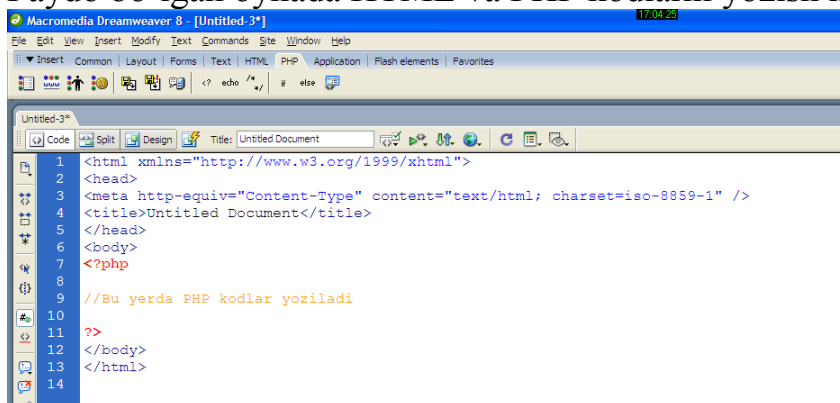 17:04:25
Macromedia Dreamweaver 8 - [Untitled-3*]
File Edit View Insert Modify Text Commands Site Window Help
▼ Insert Common Layout Forms Text HTML PHP Application Flash elements Favorites
<? echo /* */ if else
Untitled-3*
Code Split Design Title: Untitled Document
1 <html xmlns="http://www.w3.org/1999/xhtml">
2 <head>
3 <meta http-equiv="Content-Type" content="text/html; charset=iso-8859-1" />
4 <title>Untitled Document</title>
5 </head>
6 <body>
7 <?php
8
9 //Bu yerda PHP kodlar yoziladi
10
11 ?>
12 </body>
13 </html>
14